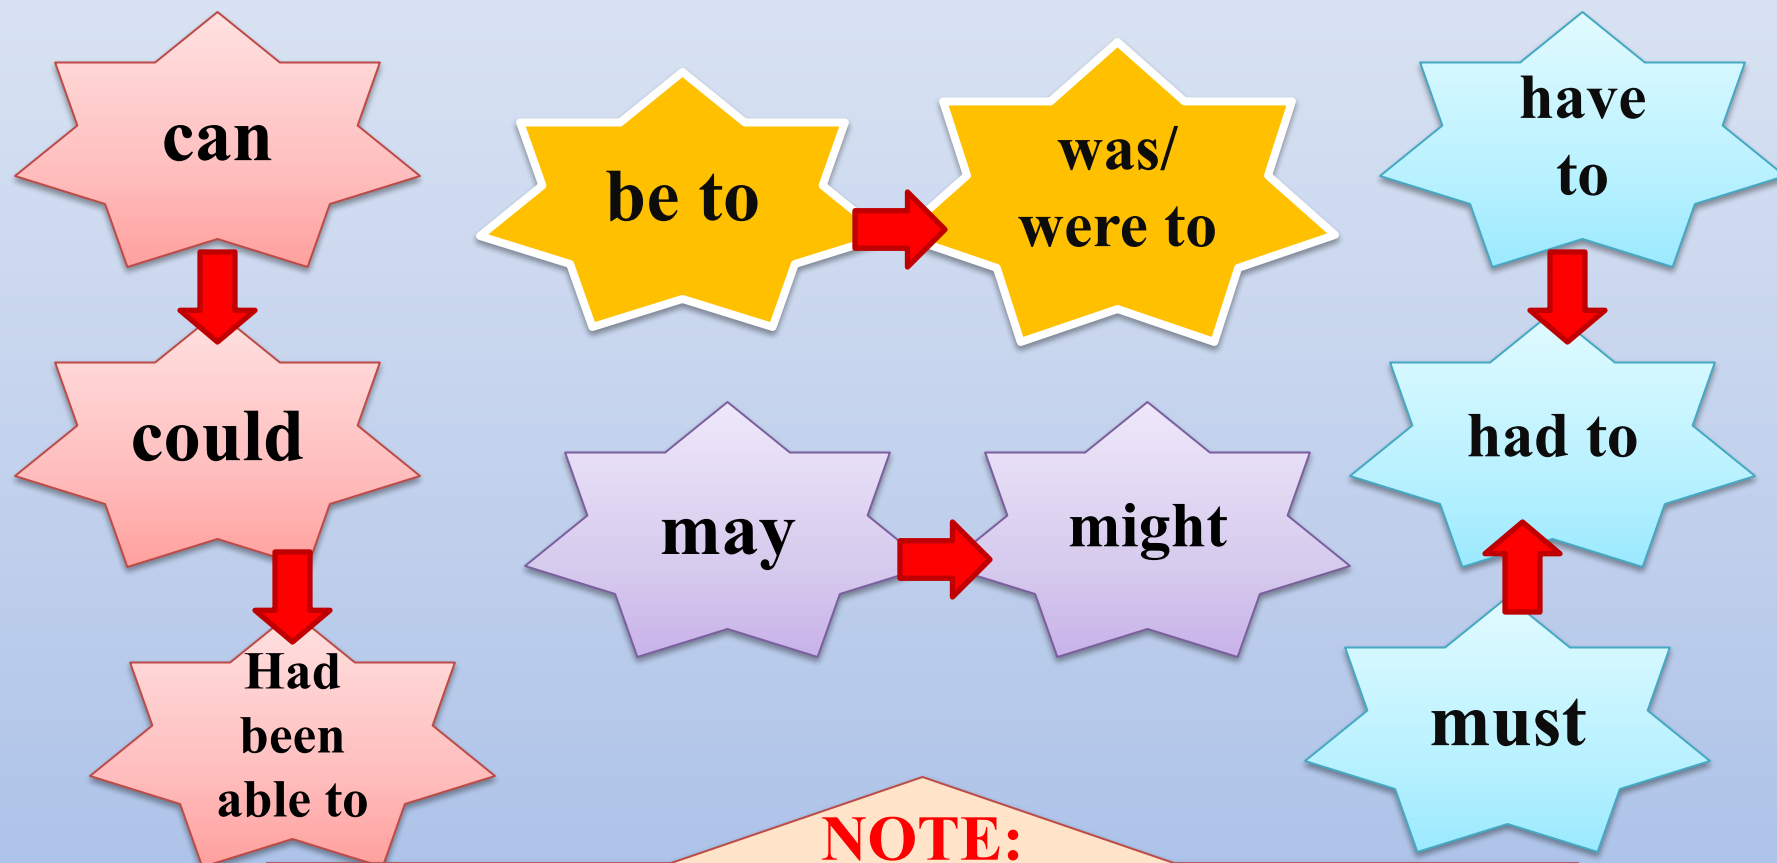 can
could
Had
been
able to
be to
was/
were to
may
might
have
to
had to
must
NOTE: